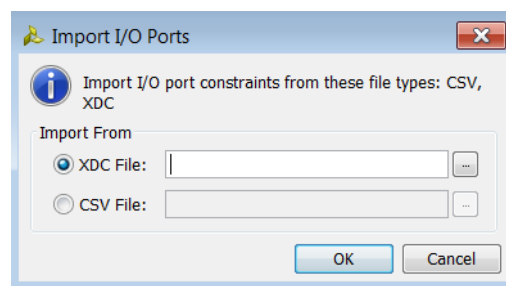 Import I/O Ports
Import I/O port constraints from these file types: CSV,
XDC
Import From
XDC File:
...
CSV File:
...
OK Cancel